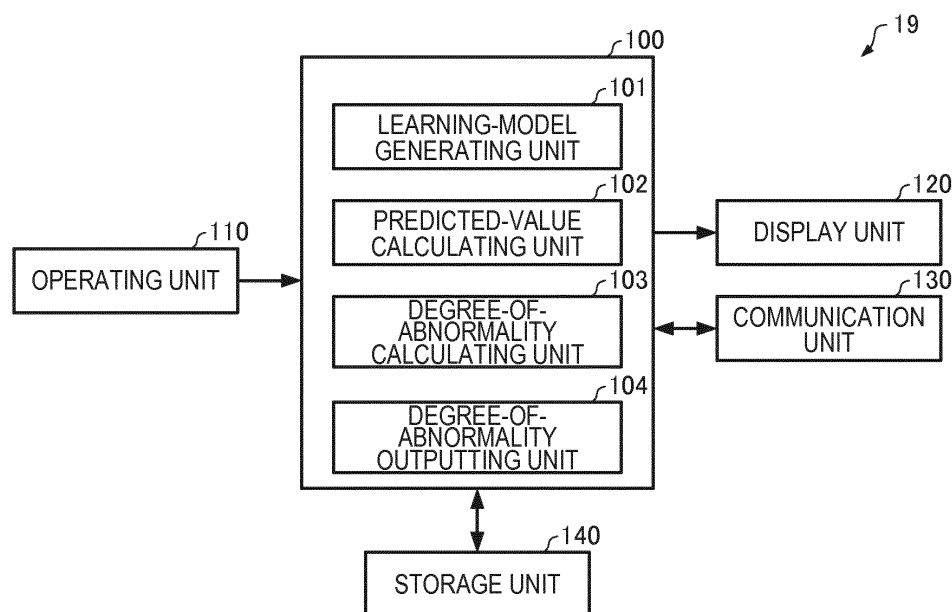 19
100
101
LEARNING-MODEL
GENERATING UNIT
102
PREDICTED-VALUE
CALCULATING UNIT
120
DISPLAY UNIT
110
OPERATING UNIT
103
DEGREE-OF-
ABNORMALITY
CALCULATING UNIT
130
COMMUNICATION
UNIT
104
DEGREE-OF-
ABNORMALITY
OUTPUTTING UNIT
140
STORAGE UNIT